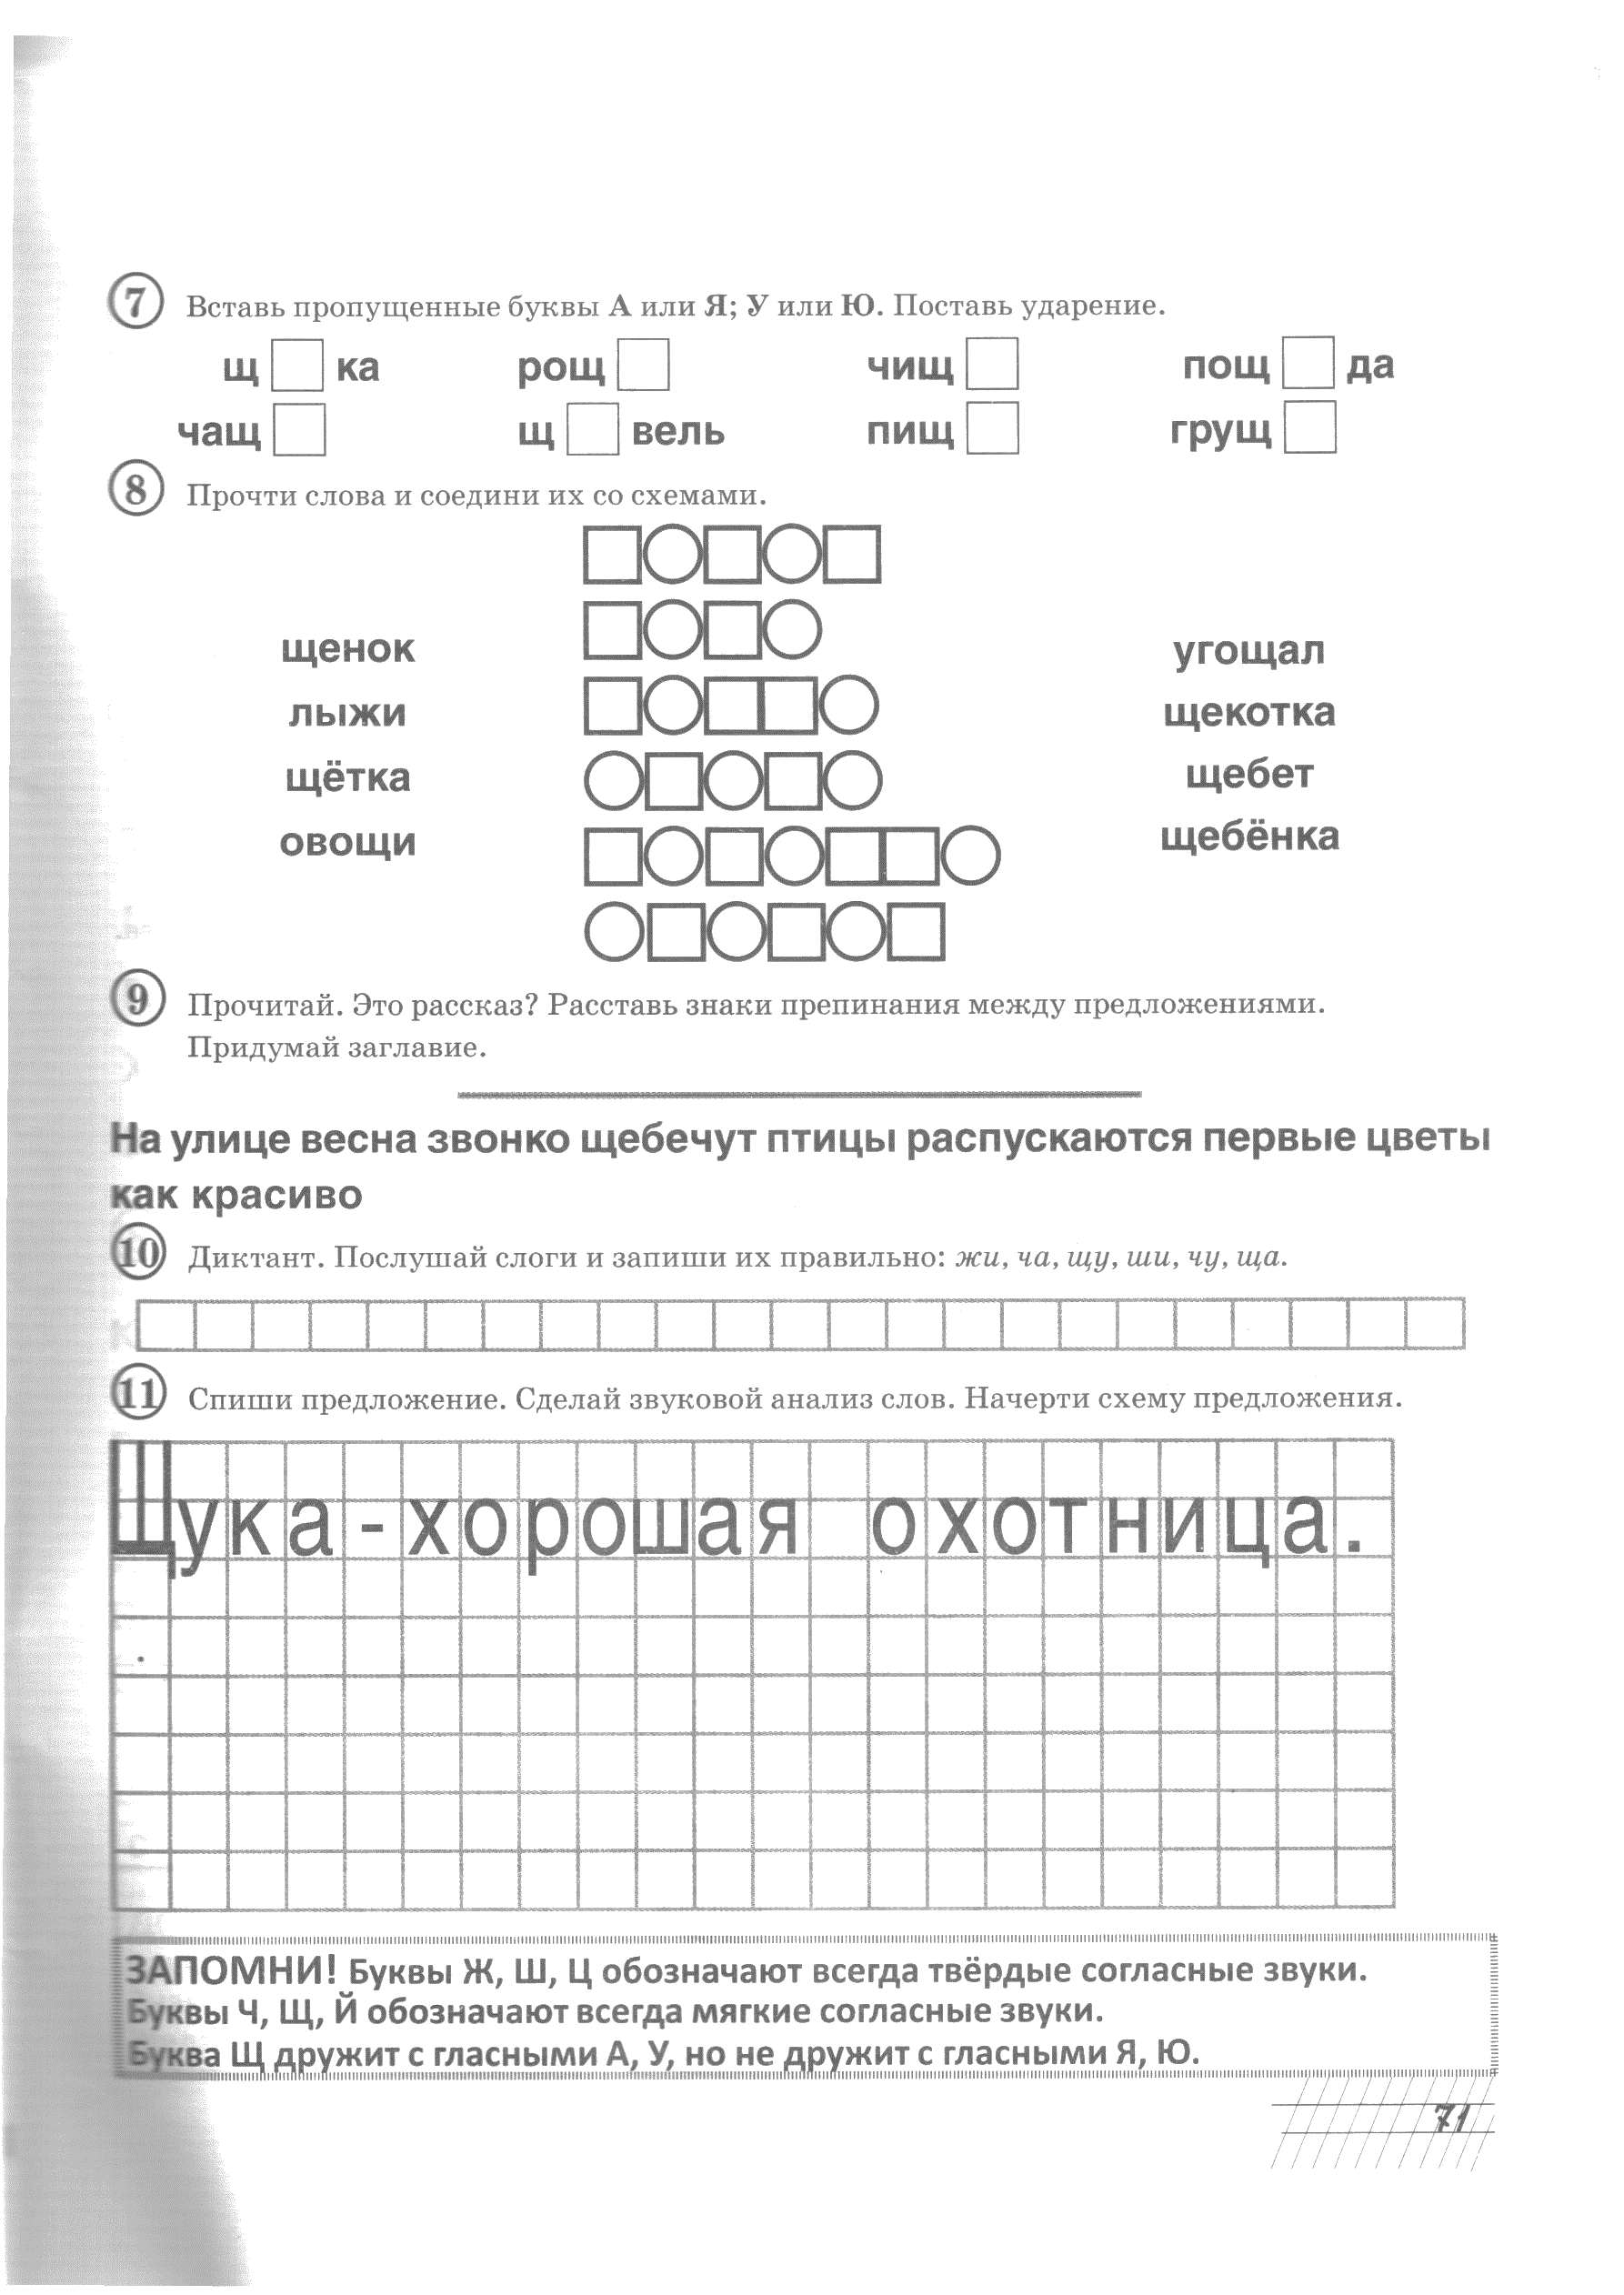 7 Вставь пропущенные буквы А или Я; У или Ю. Поставь ударение.
щ ка рощ чищ пощ да
чащ щ вель пищ грущ
8 Прочти слова и соедини их со схемами.
щенок угощал
лыжи щекотка
щётка щебет
овощи щебёнка
9 Прочитай. Это рассказ? Расставь знаки препинания между предложениями.
Придумай заглавие.
На улице весна звонко щебечут птицы распускаются первые цветы
как красиво
10 Диктант. Послушай слоги и запиши их правильно: жи, ча, щу, ши, чу, ща.
11 Спиши предложение. Сделай звуковой анализ слов. Начерти схему предложения.
Щука - хорошая охотница.
ЗАПОМНИ! Буквы Ж, Ш, Ц обозначают всегда твёрдые согласные звуки.
Буквы Ч, Щ, Й обозначают всегда мягкие согласные звуки.
Буква Щ дружит с гласными А, У, но не дружит с гласными Я, Ю.
71